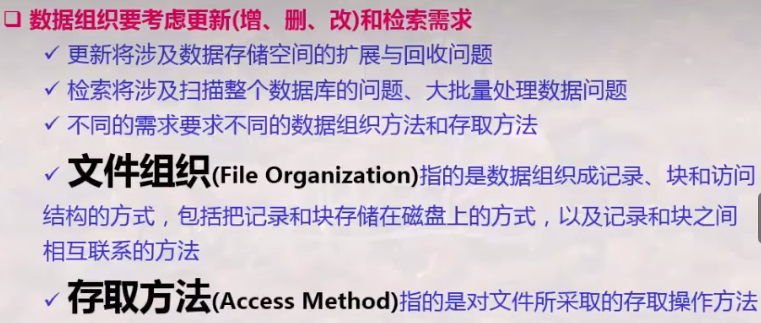 ❑ 数据组织要考虑更新(增、删、改)和检索需求
✓ 更新将涉及数据存储空间的扩展与回收问题
✓ 检索将涉及扫描整个数据库的问题、大批量处理数据问题
✓ 不同的需求要求不同的数据组织方法和存取方法
✓ 文件组织(File Organization)指的是数据组织成记录、块和访问
结构的方式，包括把记录和块存储在磁盘上的方式，以及记录和块之间
相互联系的方法
✓ 存取方法(Access Method)指的是对文件所采取的存取操作方法